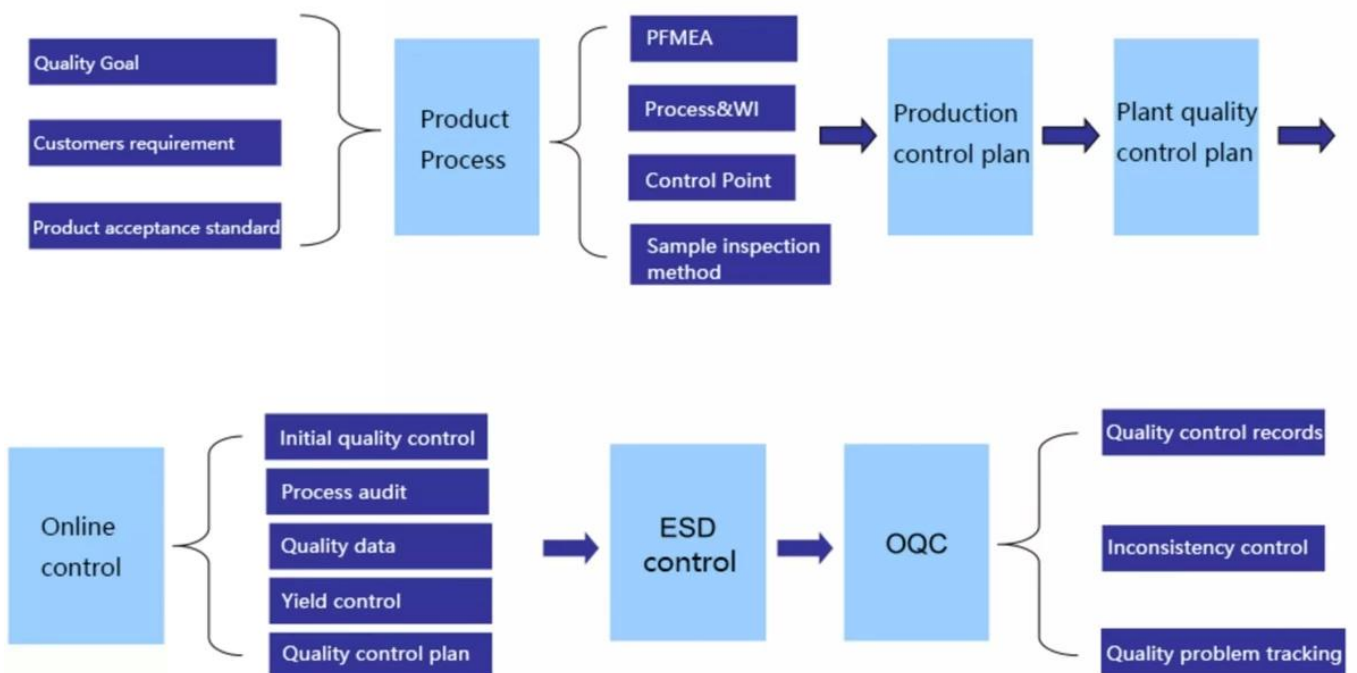 Quality Goal
Customers requirement
Product acceptance standard
Product
Process
PFMEA
Process&WI
Control Point
Sample inspection
method
Production
control plan
Plant quality
control plan
Online
control
Initial quality control
Process audit
Quality data
Yield control
Quality control plan
ESD
control
OQC
Quality control records
Inconsistency control
Quality problem tracking